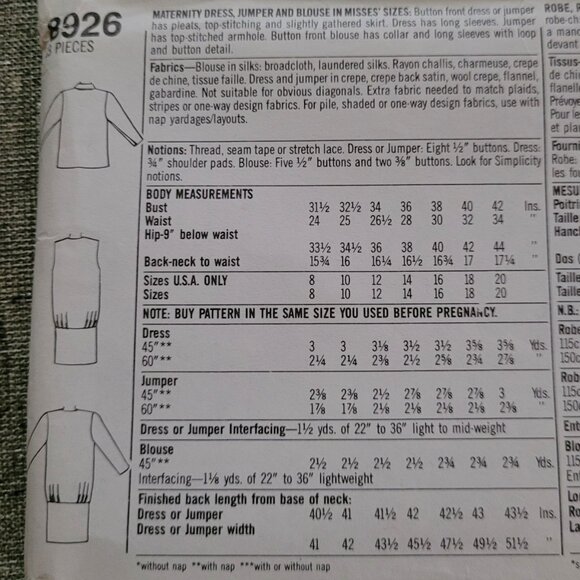 8926
3 PIECES
MATERNITY DRESS, JUMPER AND BLOUSE IN MISSES' SIZES: Button front dress or jumper
has pleats, top-stitching and slightly gathered skirt. Dress has long sleeves. Jumper
has top-stitched armhole. Button front blouse has collar and long sleeves with loop
and button detail.
Fabrics—Blouse in silks: broadcloth, laundered silks. Rayon challis, charmeuse, crepe
de chine, tissue faille. Dress and jumper in crepe, crepe back satin, wool crepe, flannel,
gabardine. Not suitable for obvious diagonals. Extra fabric needed to match plaids,
stripes or one-way design fabrics. For pile, shaded or one-way design fabrics, use with
nap yardages/layouts.
Notions: Thread, seam tape or stretch lace. Dress or Jumper: Eight ½" buttons. Dress:
¾" shoulder pads. Blouse: Five ½" buttons and two ⅜" buttons. Look for Simplicity
notions.
BODY MEASUREMENTS
Bust 31½ 32½ 34 36 38 40 42 Ins.
Waist 24 25 26½ 28 30 32 34 "
Hip-9" below waist
33½ 34½ 36 38 40 42 44 "
Back-neck to waist 15¾ 16 16¼ 16½ 16¾ 17 17¼ "
Sizes U.S.A. ONLY 8 10 12 14 16 18 20
Sizes 8 10 12 14 16 18 20
NOTE: BUY PATTERN IN THE SAME SIZE YOU USED BEFORE PREGNANCY.
Dress
45"** 3 3 3⅛ 3½ 3½ 3⅝ 3⅝ Yds.
60"** 2¼ 2¼ 2⅜ 2½ 2⅝ 2¾ 2⅞ "
Jumper
45"** 2⅜ 2⅜ 2½ 2⅞ 2⅞ 2⅞ 3 Yds.
60"** 1⅞ 1⅞ 2⅛ 2⅛ 2⅛ 2⅛ 2⅜ "
Dress or Jumper Interfacing—1½ yds. of 22" to 36" light to mid-weight
Blouse
45"** 2½ 2½ 2½ 2½ 2¾ 2¾ 2¾ Yds.
Interfacing—1⅛ yds. of 22" to 36" lightweight
Finished back length from base of neck:
Dress or Jumper 40½ 41 41½ 42 42½ 43 43½ Ins.
Dress or Jumper width
41 42 43½ 45½ 47½ 49½ 51½ "
*without nap **with nap ***with or without nap
ROBE,
robe-ch
a manc
devant
Tissus-
de chi
flanell
Prévoy
Pour le
et du
Fourni
Robe:
les fou
MESU
Poitri
Taille
Hanc
Dos (
Taille
Taille
N.B.:
Robe
115c
150c
Rob
115c
150
Ent
Blo
115
En
Lo
Ro
La